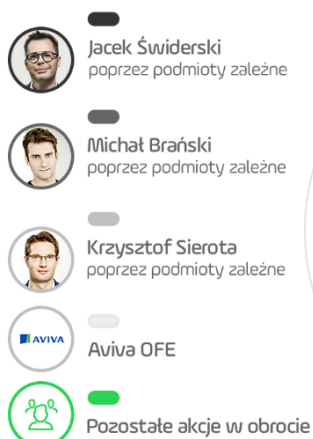 Jacek Świderski
poprzez podmioty zależne
Michał Brański
poprzez podmioty zależne
Krzysztof Sierota
poprzez podmioty zależne
AVIVA
Aviva OFE
Pozostałe akcje w obrocie